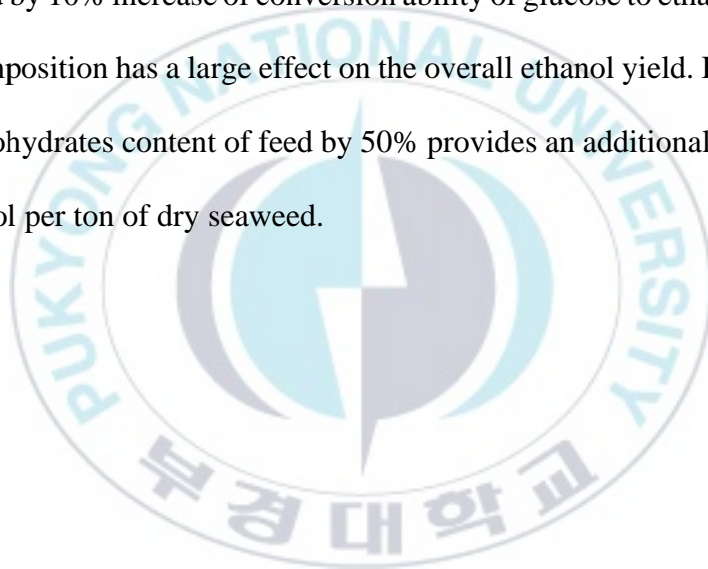 by 10% increase of conversion ability of glucose to
position has a large effect on the overall ethanol yield.
ohydrates content of feed by 50% provides an additional
ol per ton of dry seaweed.
PUKYONG NATIONAL UNIVERSITY
부경대학교